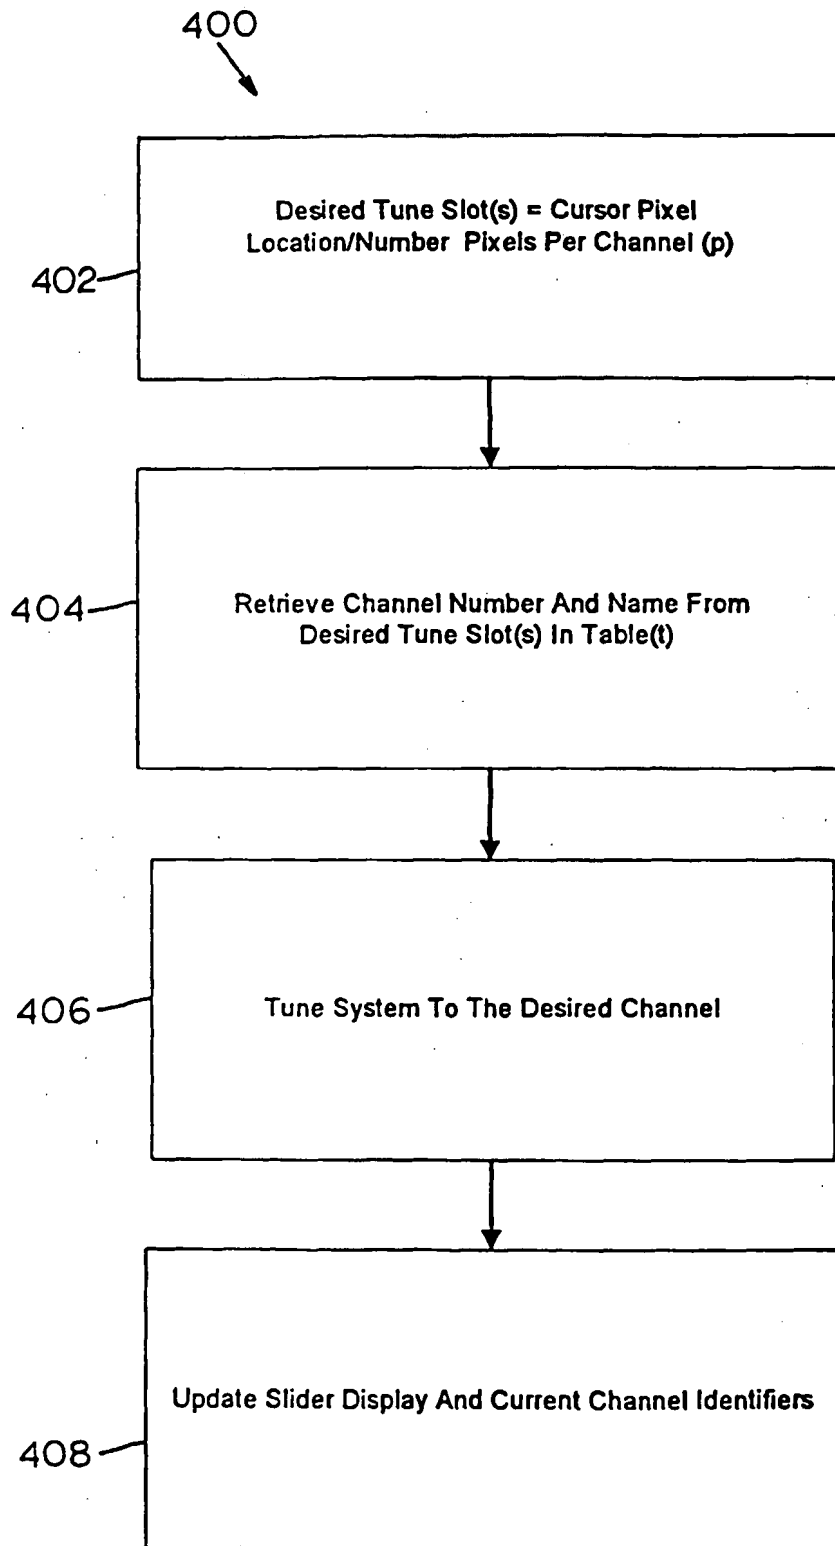 400
Desired Tune Slot(s) = Cursor Pixel
Location/Number Pixels Per Channel (p)
402
404
Retrieve Channel Number And Name From
Desired Tune Slot(s) In Table(t)
406
Tune System To The Desired Channel
Update Slider Display And Current Channel Identifiers
408